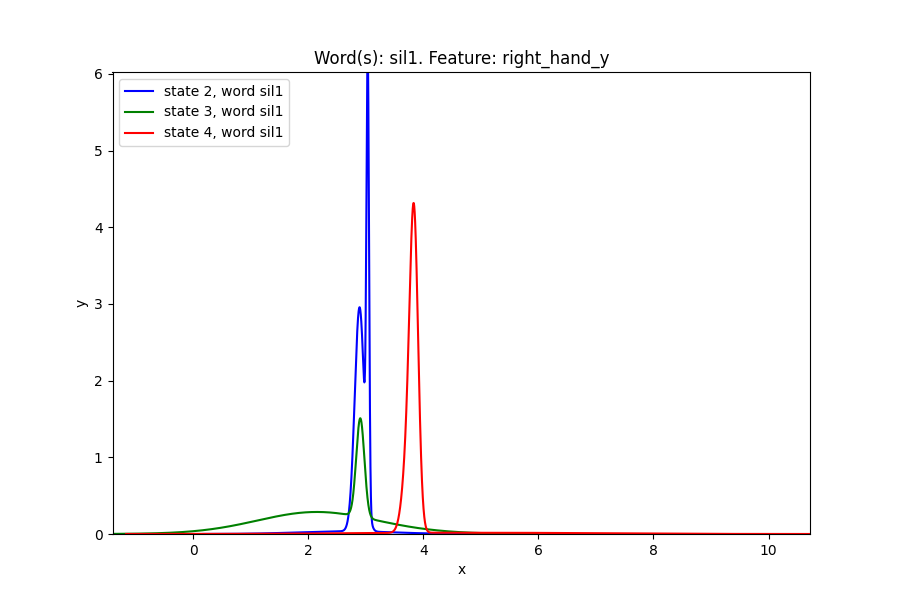 Word(s): sil1. Feature: right_hand_y
state 2, word sil1
state 3, word sil1
state 4, word sil1
y
6
5
4
3
2
1
0
0 2 4 6 8 10
x